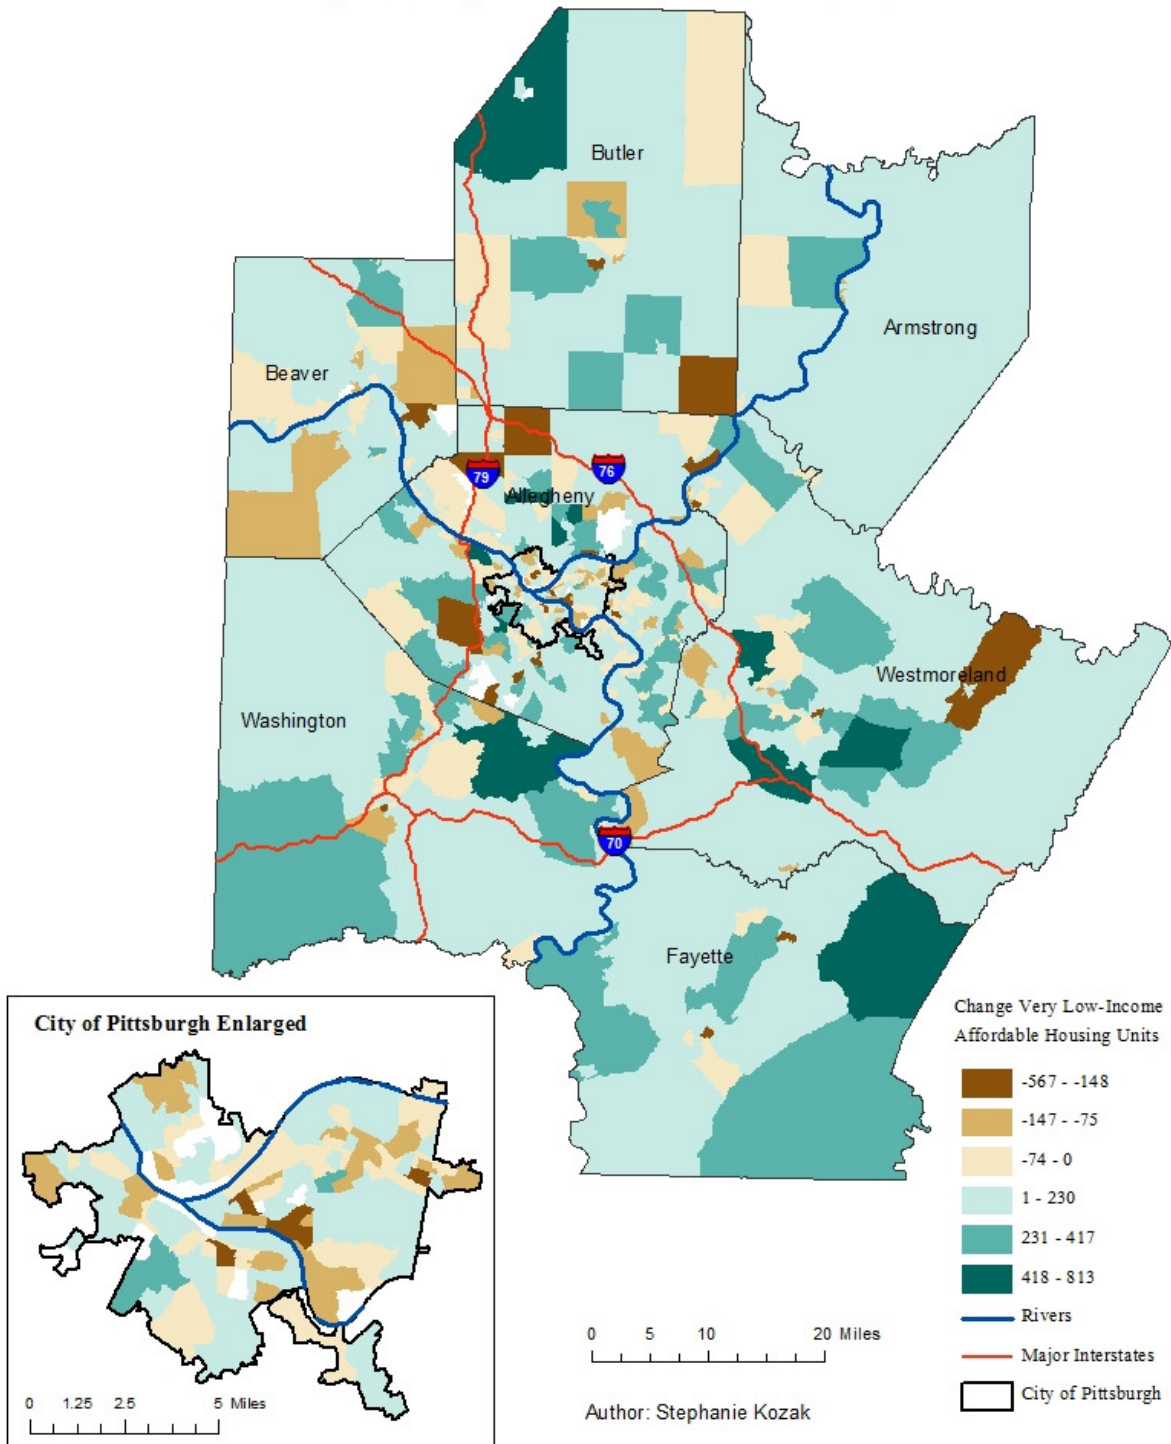 Butler
Armstrong
Beaver
79
76
Allegheny
Westmoreland
Washington
70
Fayette
City of Pittsburgh Enlarged
0 1.25 2.5 5 Miles
Change Very Low-Income
Affordable Housing Units
-567 - -148
-147 - -75
-74 - 0
1 - 230
231 - 417
418 - 813
Rivers
Major Interstates
City of Pittsburgh
0 5 10 20 Miles
Author: Stephanie Kozak